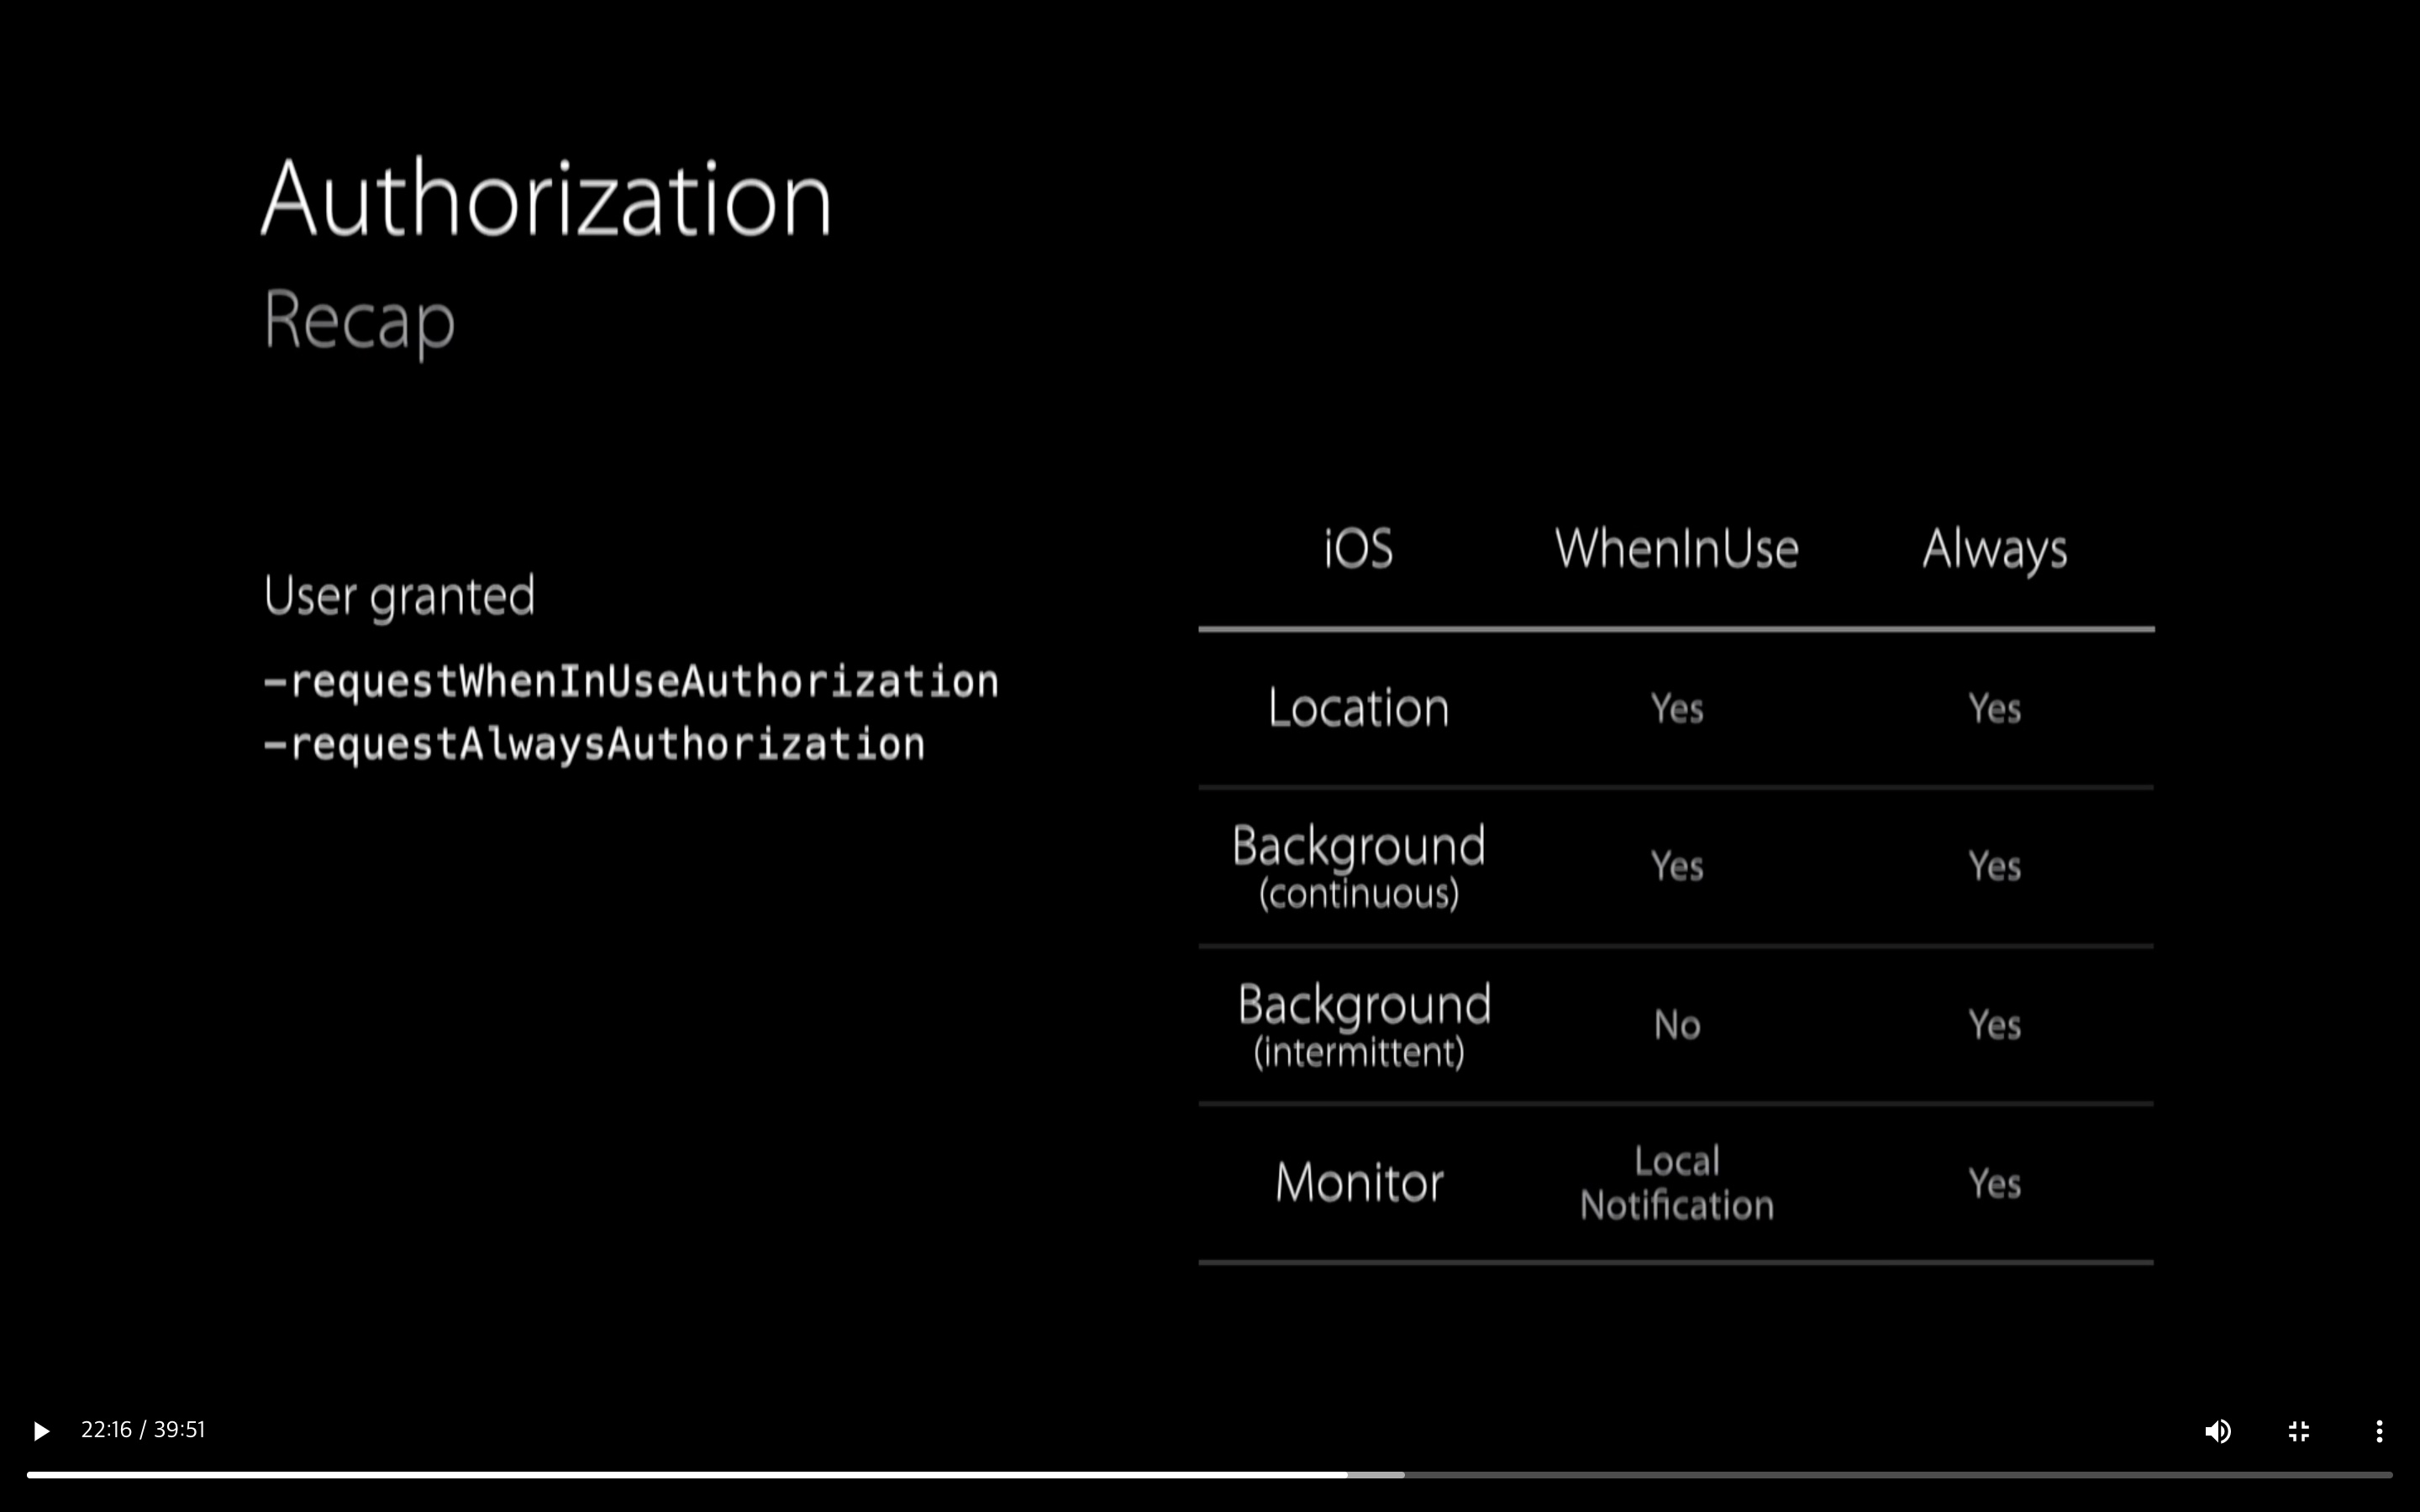 Authorization
Recap
User granted
–requestWhenInUseAuthorization
–requestAlwaysAuthorization
iOS WhenInUse Always
Location Yes Yes
Background
(continuous) Yes Yes
Background
(intermittent) No Yes
Monitor Local
Notification Yes
22:16 / 39:51